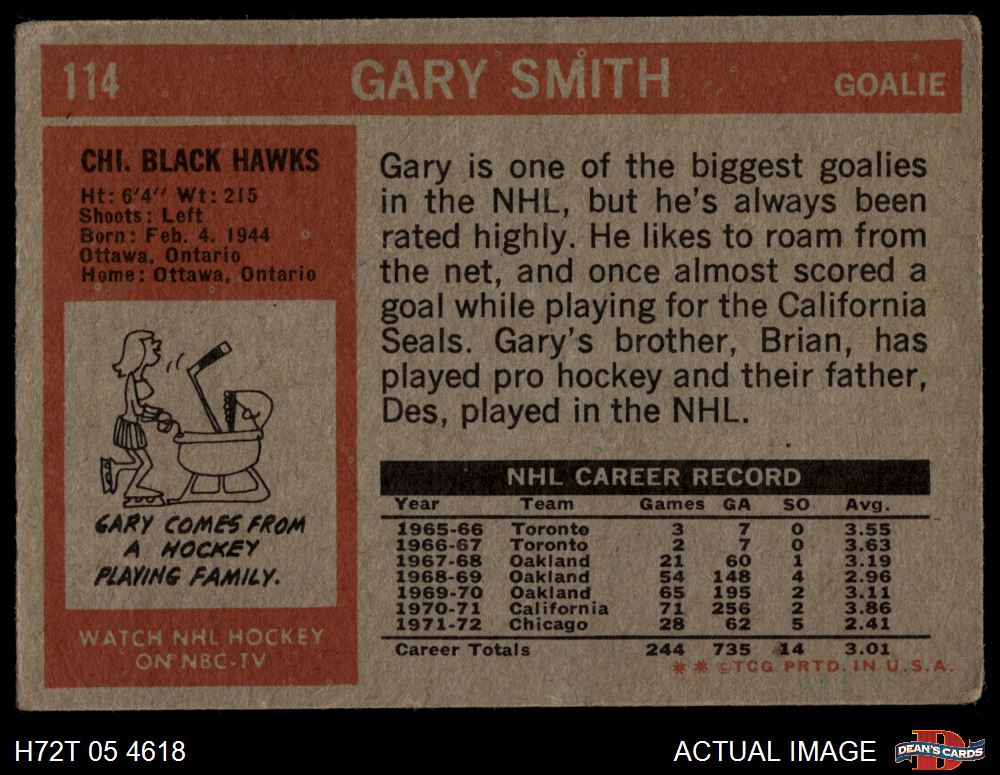 114 GARY SMITH GOALIE
CHI. BLACK HAWKS
Ht: 6'4" Wt: 215
Shoots: Left
Born: Feb. 4, 1944
Ottawa, Ontario
Home: Ottawa, Ontario
GARY COMES FROM
A HOCKEY
PLAYING FAMILY.
WATCH NHL HOCKEY
ON NBC-TV
Gary is one of the biggest goalies
in the NHL, but he's always been
rated highly. He likes to roam from
the net, and once almost scored a
goal while playing for the California
Seals. Gary's brother, Brian, has
played pro hockey and their father,
Des, played in the NHL.
NHL CAREER RECORD
Year Team Games GA SO Avg.
1965-66 Toronto 3 7 0 3.55
1966-67 Toronto 2 7 0 3.63
1967-68 Oakland 21 60 1 3.19
1968-69 Oakland 54 148 4 2.96
1969-70 Oakland 65 195 2 3.11
1970-71 California 71 256 2 3.86
1971-72 Chicago 28 62 5 2.41
Career Totals 244 735 14 3.01
** ©TCG PRTD. IN U.S.A.
H72T 05 4618 ACTUAL IMAGE DEAN'S CARDS